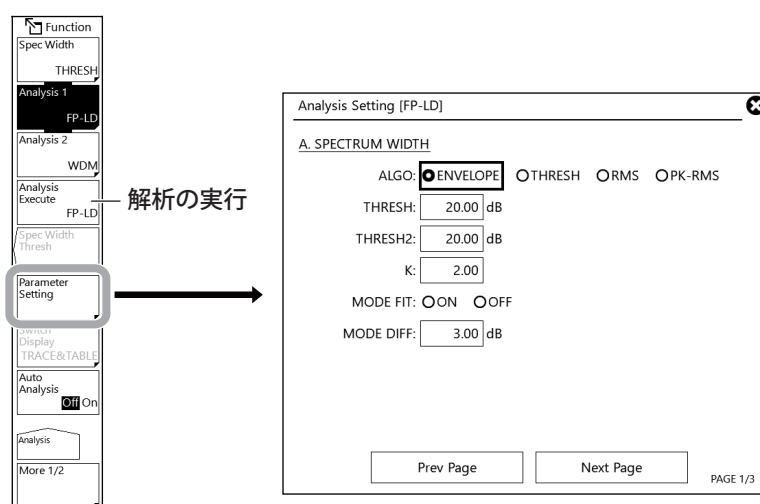 Function
Spec Width
THRESH
Analysis 1
FP-LD
Analysis 2
WDM
Analysis
Execute
FP-LD
解析の実行
Spec Width
Thresh
Parameter
Setting
Switch
Display
TRACE&TABLE
Auto
Analysis
Off On
Analysis
More 1/2
Analysis Setting [FP-LD]
A. SPECTRUM WIDTH
ALGO: ENVELOPE THRESH RMS PK-RMS
THRESH: 20.00 dB
THRESH2: 20.00 dB
K: 2.00
MODE FIT: ON OFF
MODE DIFF: 3.00 dB
Prev Page Next Page PAGE 1/3